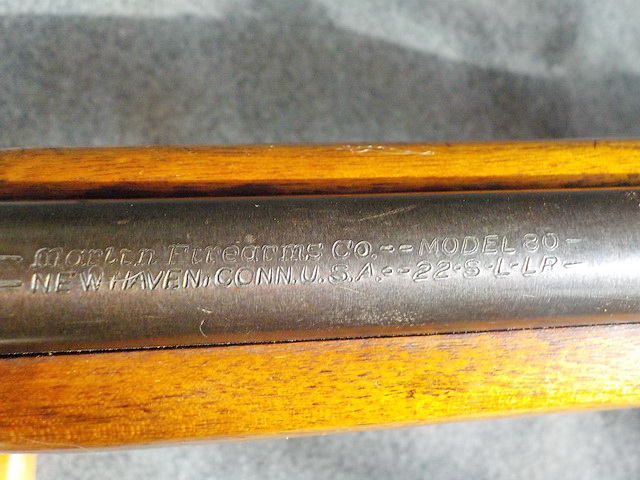 Marlin Firearms Co.--MODEL 80-
NEW HAVEN, CONN. U.S.A.--22-S-L-LR-